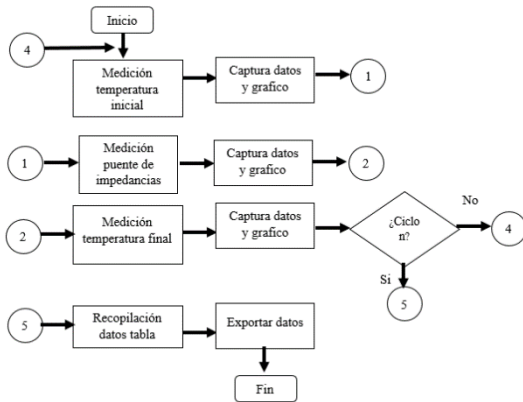 Inicio
4
Medición
temperatura
inicial
Captura datos
y grafico
1
1
Medición
puente de
impedancias
Captura datos
y grafico
2
2
Medición
temperatura final
Captura datos
y grafico
¿Ciclo
n?
No
4
Si
5
5
Recopilación
datos tabla
Exportar datos
Fin